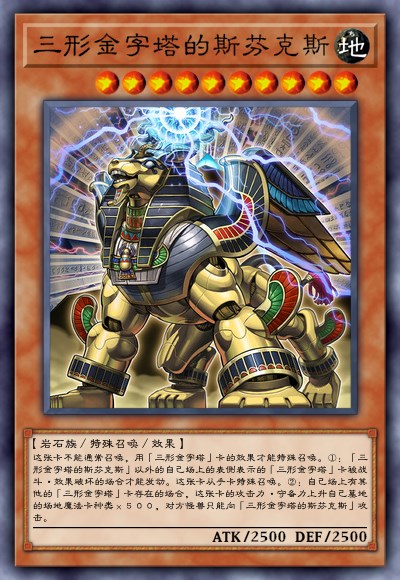 三形金字塔的斯芬克斯
地
【岩石族／特殊召唤／效果】
这张卡不能通常召唤，用「三形金字塔」卡的效果才能特殊召唤。①：「三
形金字塔的斯芬克斯」以外的自己场上的表侧表示的「三形金字塔」卡被战
斗·效果破坏的场合才能发动。这张卡从手卡特殊召唤。②：自己场上有其
他的「三形金字塔」卡存在的场合，这张卡的攻击力·守备力上升自己墓地
的场地魔法卡种类×５００，对方怪兽只能向「三形金字塔的斯芬克斯」攻
击。
ATK/2500 DEF/2500